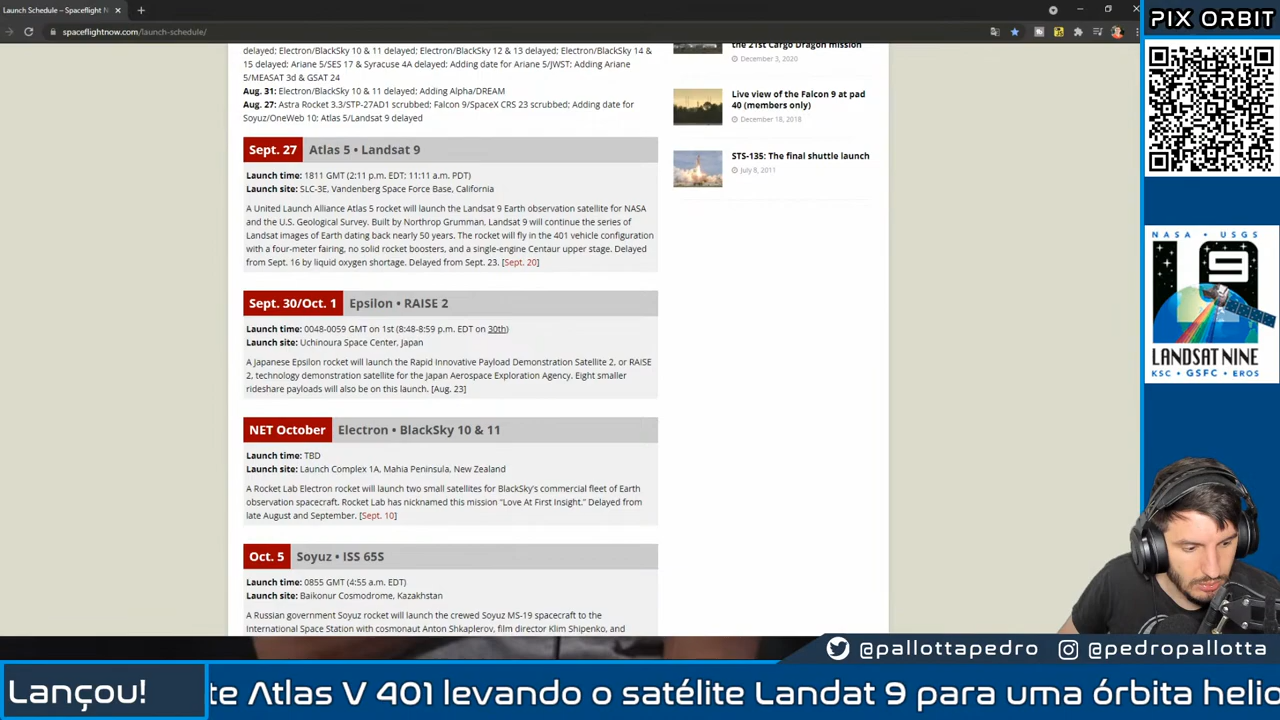 Launch Schedule – Spaceflight N
spaceflightnow.com/launch-schedule/
delayed; Electron/BlackSky 10 & 11 delayed; Electron/BlackSky 12 & 13 delayed; Electron/BlackSky 14 &
15 delayed; Ariane 5/SES 17 & Syracuse 4A delayed; Adding date for Ariane 5/JWST; Adding Ariane
5/MEASAT 3d & GSAT 24
Aug. 31: Electron/BlackSky 10 & 11 delayed; Adding Alpha/DREAM
Aug. 27: Astra Rocket 3.3/STP-27AD1 scrubbed; Falcon 9/SpaceX CRS 23 scrubbed; Adding date for
Soyuz/OneWeb 10; Atlas 5/Landsat 9 delayed
Sept. 27 Atlas 5 • Landsat 9
Launch time: 1811 GMT (2:11 p.m. EDT; 11:11 a.m. PDT)
Launch site: SLC-3E, Vandenberg Space Force Base, California
A United Launch Alliance Atlas 5 rocket will launch the Landsat 9 Earth observation satellite for NASA
and the U.S. Geological Survey. Built by Northrop Grumman, Landsat 9 will continue the series of
Landsat images of Earth dating back nearly 50 years. The rocket will fly in the 401 vehicle configuration
with a four-meter fairing, no solid rocket boosters, and a single-engine Centaur upper stage. Delayed
from Sept. 16 by liquid oxygen shortage. Delayed from Sept. 23. [Sept. 20]
Sept. 30/Oct. 1 Epsilon • RAISE 2
Launch time: 0048-0059 GMT on 1st (8:48-8:59 p.m. EDT on 30th)
Launch site: Uchinoura Space Center, Japan
A Japanese Epsilon rocket will launch the Rapid Innovative Payload Demonstration Satellite 2, or RAISE
2, technology demonstration satellite for the Japan Aerospace Exploration Agency. Eight smaller
rideshare payloads will also be on this launch. [Aug. 23]
NET October Electron • BlackSky 10 & 11
Launch time: TBD
Launch site: Launch Complex 1A, Mahia Peninsula, New Zealand
A Rocket Lab Electron rocket will launch two small satellites for BlackSky's commercial fleet of Earth
observation spacecraft. Rocket Lab has nicknamed this mission “Love At First Insight.” Delayed from
late August and September. [Sept. 10]
Oct. 5 Soyuz • ISS 65S
Launch time: 0855 GMT (4:55 a.m. EDT)
Launch site: Baikonur Cosmodrome, Kazakhstan
A Russian government Soyuz rocket will launch the crewed Soyuz MS-19 spacecraft to the
International Space Station with cosmonaut Anton Shkaplerov, film director Klim Shipenko, and
the 21st Cargo Dragon mission
December 3, 2020
Live view of the Falcon 9 at pad
40 (members only)
December 18, 2018
STS-135: The final shuttle launch
July 8, 2011
PIX ORBIT
NASA • USGS
L9
LANDSAT NINE
KSC • GSFC • EROS
@pallottapedro @pedropallotta
Lançou! te Atlas V 401 levando o satélite Landat 9 para uma órbita helio